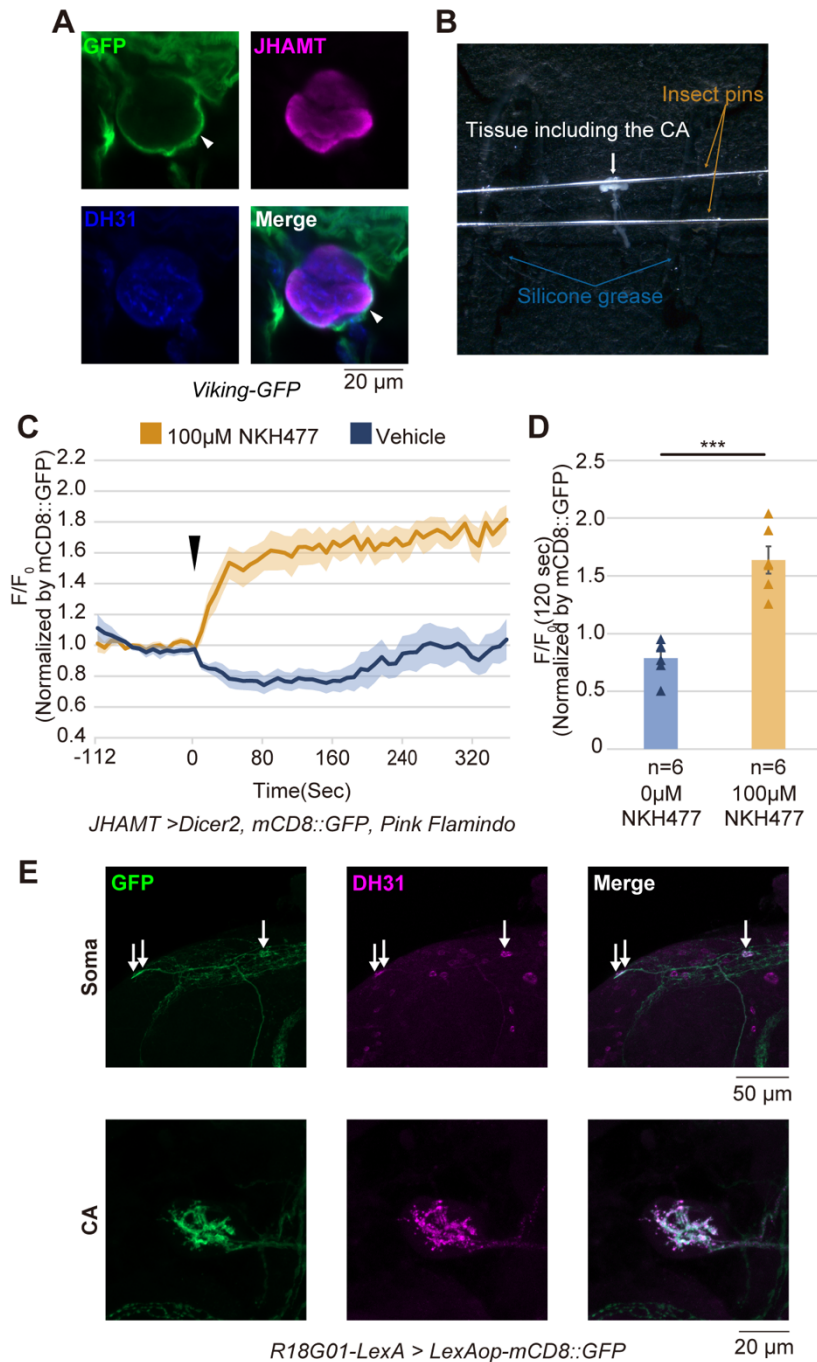 A
GFP
JHAMT
DH31
Merge
20 μm
Viking-GFP
B
Insect pins
Tissue including the CA
Silicone grease
C
100μM NKH477
Vehicle
F/F0
(Normalized by mCD8::GFP)
2.2
2.0
1.8
1.6
1.4
1.2
1.0
0.8
0.6
0.4
-112
0
80
160
240
320
Time(Sec)
JHAMT >Dicer2, mCD8::GFP, Pink Flamindo
D
***
F/F0(120 sec)
(Normalized by mCD8::GFP)
2.5
2.0
1.5
1.0
0.5
0
n=6 n=6
0μM 100μM
NKH477 NKH477
E
GFP
DH31
Merge
Soma
50 μm
CA
20 μm
R18G01-LexA > LexAop-mCD8::GFP